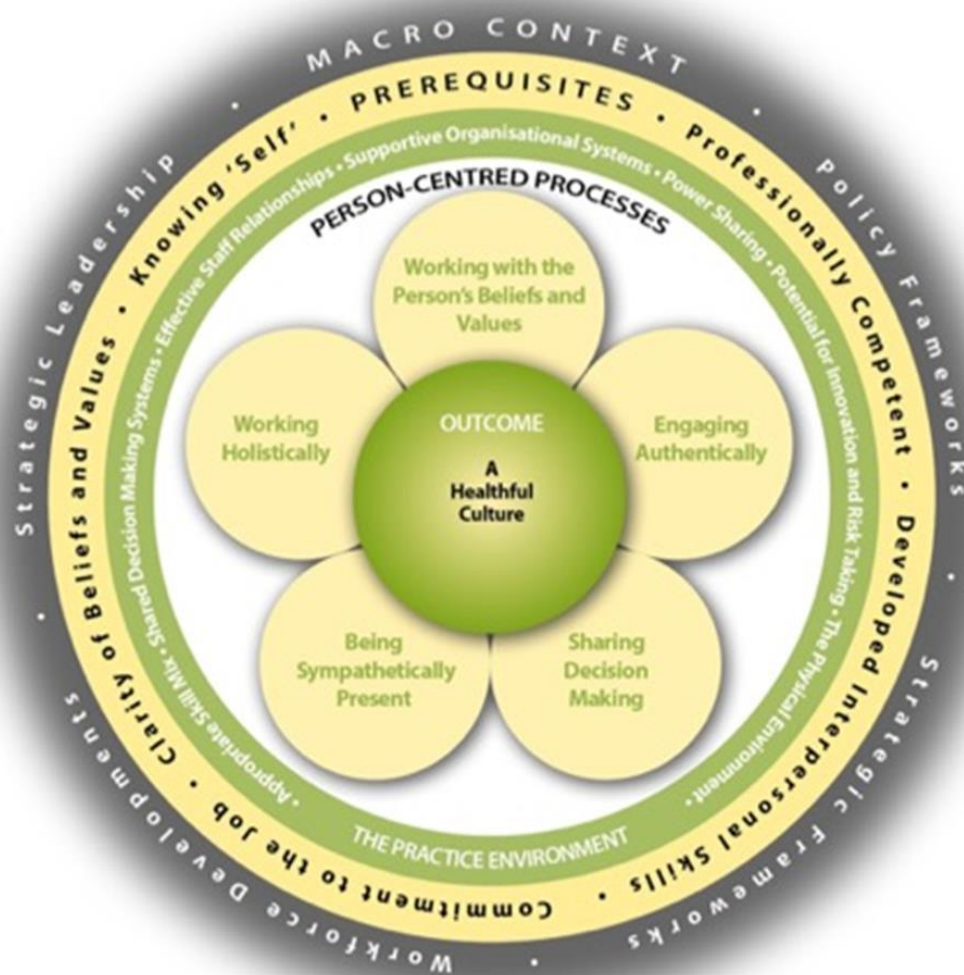 MACRO CONTEXT
Policy Frameworks
Strategic Frameworks
Workforce Developments
Strategic Leadership
PREREQUISITES
Professionally Competent
Developed Interpersonal Skills
Commitment to the Job
Clarity of Beliefs and Values
Knowing 'Self'
THE PRACTICE ENVIRONMENT
• Appropriate Skill Mix • Shared Decision Making Systems • Effective Staff Relationships • Supportive Organisational Systems • Power Sharing • Potential for Innovation and Risk Taking • The Physical Environment •
PERSON-CENTRED PROCESSES
Working with the
Person's Beliefs and
Values
Engaging
Authentically
Sharing
Decision
Making
Being
Sympathetically
Present
Working
Holistically
OUTCOME
A
Healthful
Culture